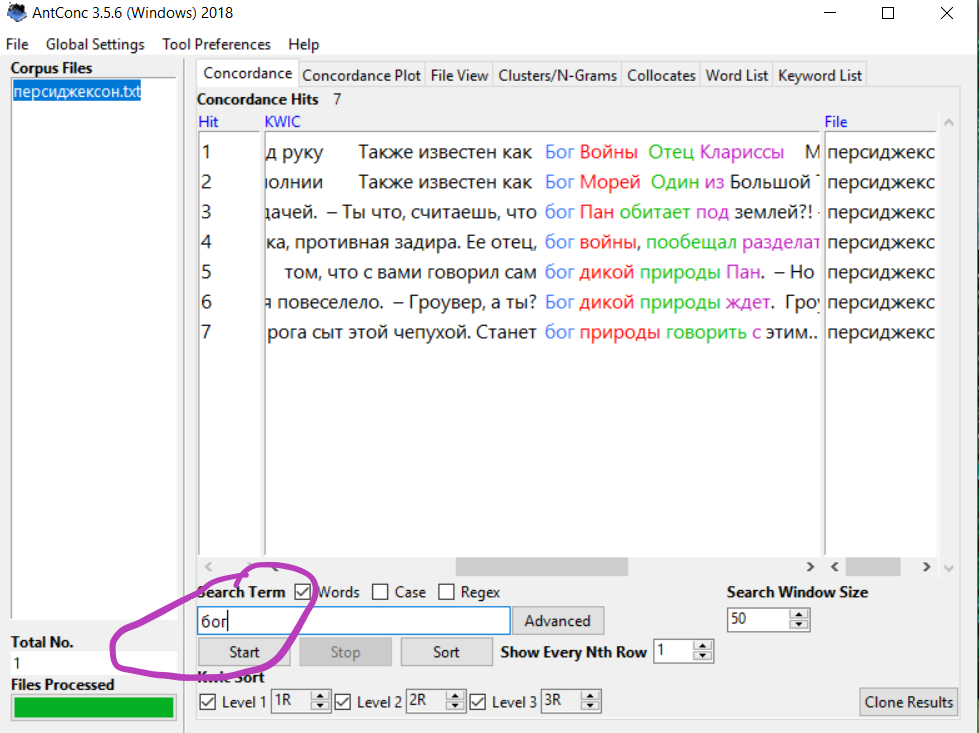 AntConc 3.5.6 (Windows) 2018
File Global Settings Tool Preferences Help
Corpus Files
персиджексон.txt
Concordance Concordance Plot File View Clusters/N-Grams Collocates Word List Keyword List
Concordance Hits 7
Hit KWIC File
1 д руку Также известен как Бог Войны Отец Клариссы М персиджекс
2 полнии Также известен как Бог Морей Один из Большой персиджекс
3 дачей. – Ты что, считаешь, что бог Пан обитает под землей?! - персиджекс
4 ка, противная задира. Ее отец, бог войны, пообещал разделат персиджекс
5 том, что с вами говорил сам бог дикой природы Пан. – Но персиджекс
6 я повеселело. – Гроувер, а ты? Бог дикой природы ждет. Гроу персиджекс
7 рога сыт этой чепухой. Станет бог природы говорить с этим... персиджекс
Search Term Words Case Regex Search Window Size
бог Advanced 50
Start Stop Sort Show Every Nth Row 1
Total No.
1
Files Processed
Kwic Sort
Level 1 1R Level 2 2R Level 3 3R Clone Results